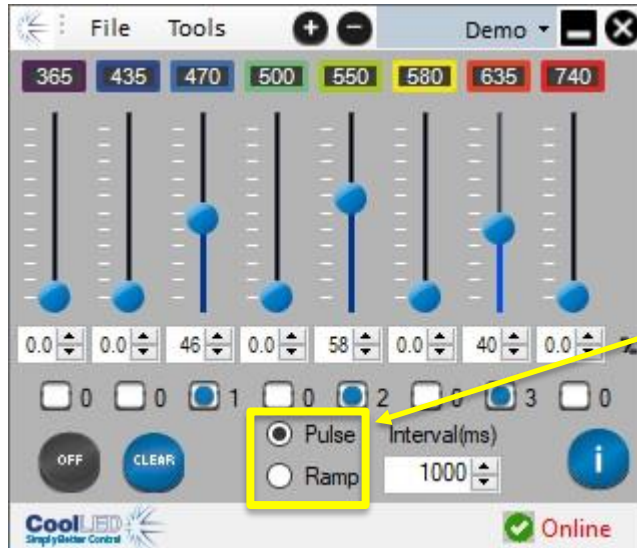 File Tools Demo
365 435 470 500 550 580 635 740
0.0 0.0 46 0.0 58 0.0 40 0.0 %
0 0 1 0 2 0 3 0
OFF CLEAR Pulse Interval(ms)
Ramp 1000 i
CoolLED Online
Simply Better Control